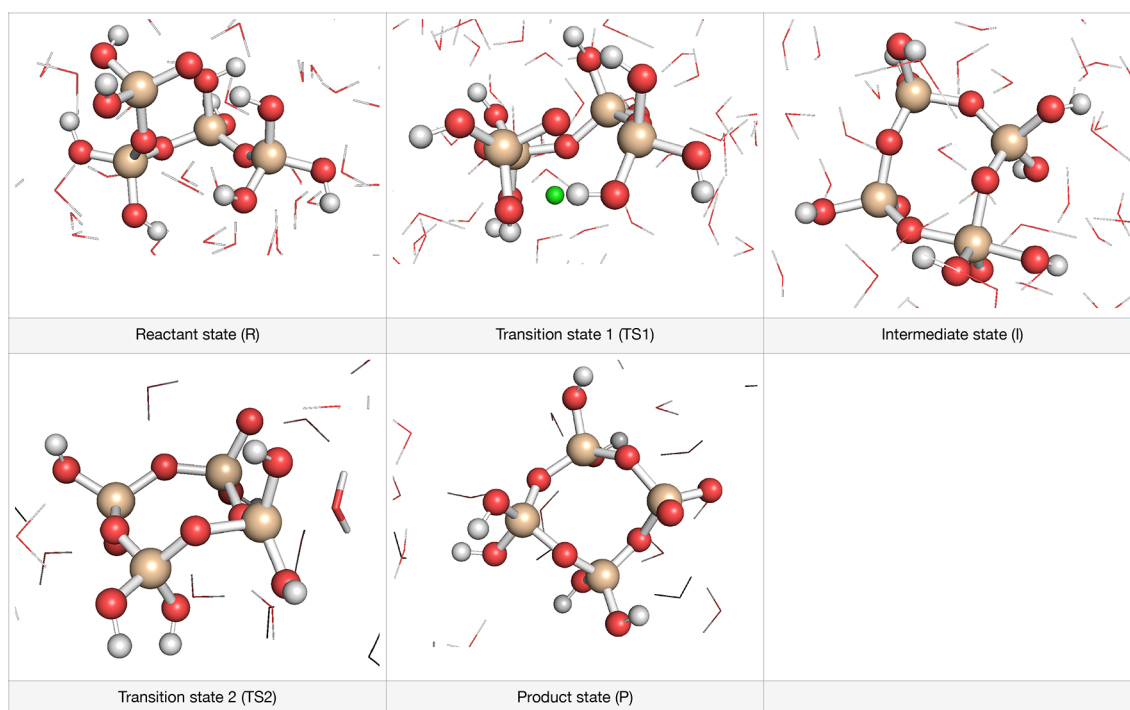 Reactant state (R)
Transition state 1 (TS1)
Intermediate state (I)
Transition state 2 (TS2)
Product state (P)